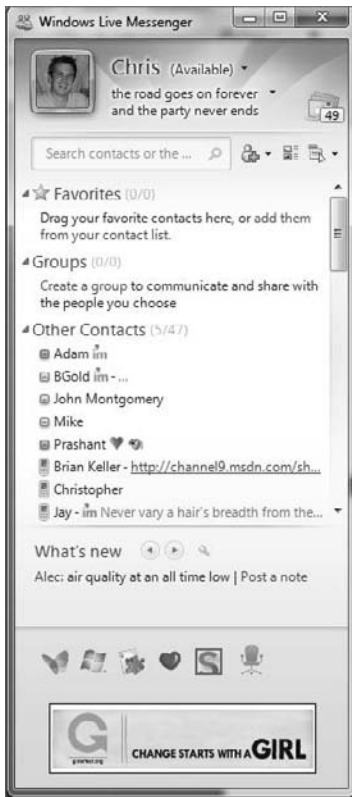 Windows Live Messenger
Chris (Available)
the road goes on forever
and the party never ends
49
Search contacts or the ...
Favorites (0/0)
Drag your favorite contacts here, or add them
from your contact list.
Groups (0/0)
Create a group to communicate and share with
the people you choose
Other Contacts (5/47)
Adam im
BGold im - ...
John Montgomery
Mike
Prashant
Brian Keller - http://channel9.msdn.com/sh...
Christopher
Jay - im Never vary a hair's breadth from the...
What's new
Alec: air quality at an all time low | Post a note
S
G
CHANGE STARTS WITH A GIRL